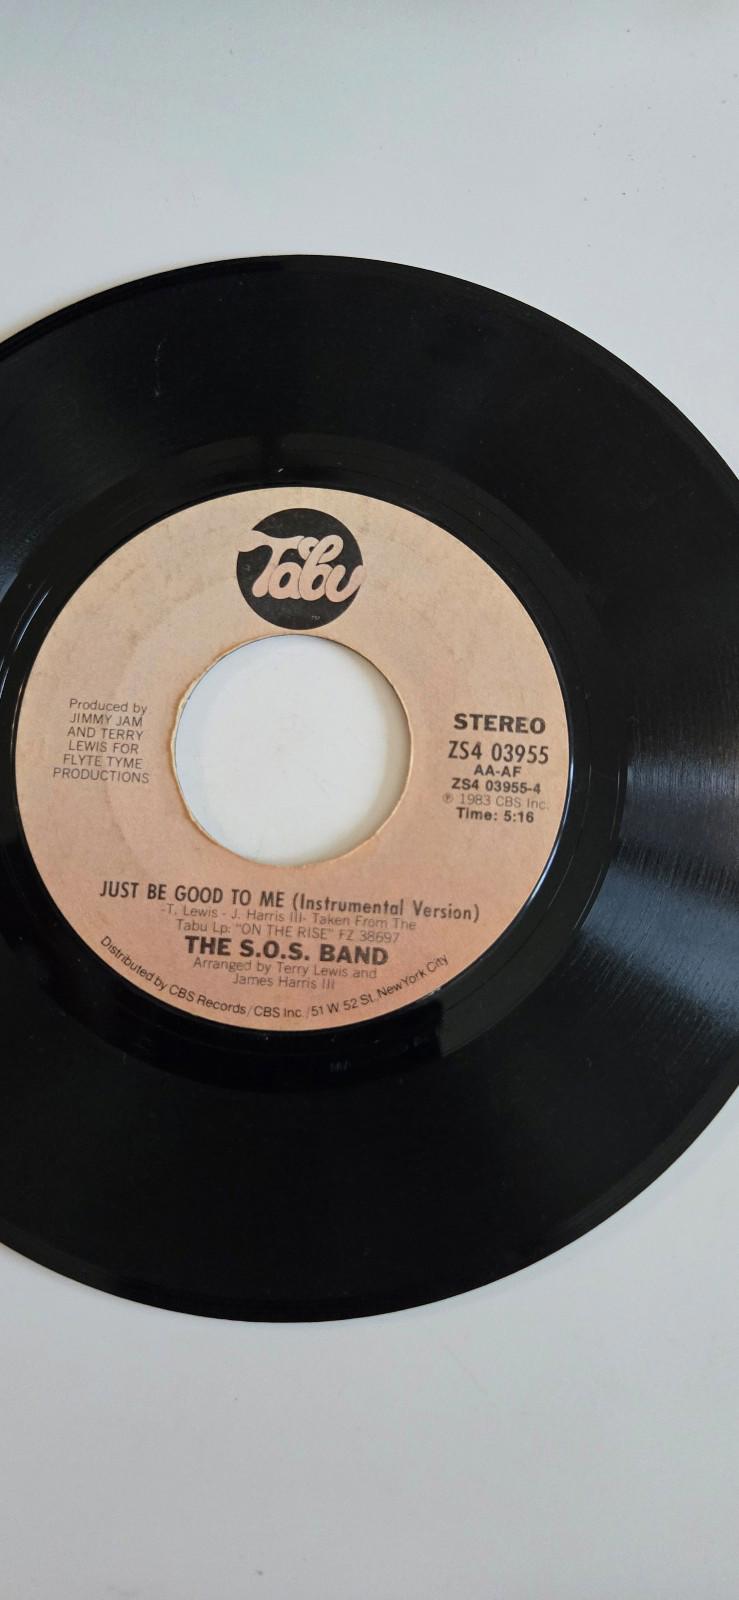 Tabu
TM
Produced by
JIMMY JAM
AND TERRY
LEWIS FOR
FLYTE TYME
PRODUCTIONS
STEREO
ZS4 03955
AA-AF
ZS4 03955-4
℗ 1983 CBS Inc.
Time: 5:16
JUST BE GOOD TO ME (Instrumental Version)
-T. Lewis - J. Harris III- Taken From The
Tabu Lp: "ON THE RISE" FZ 38697
THE S.O.S. BAND
Arranged by Terry Lewis and
James Harris III
Distributed by CBS Records/CBS Inc./51 W 52 St. New York City